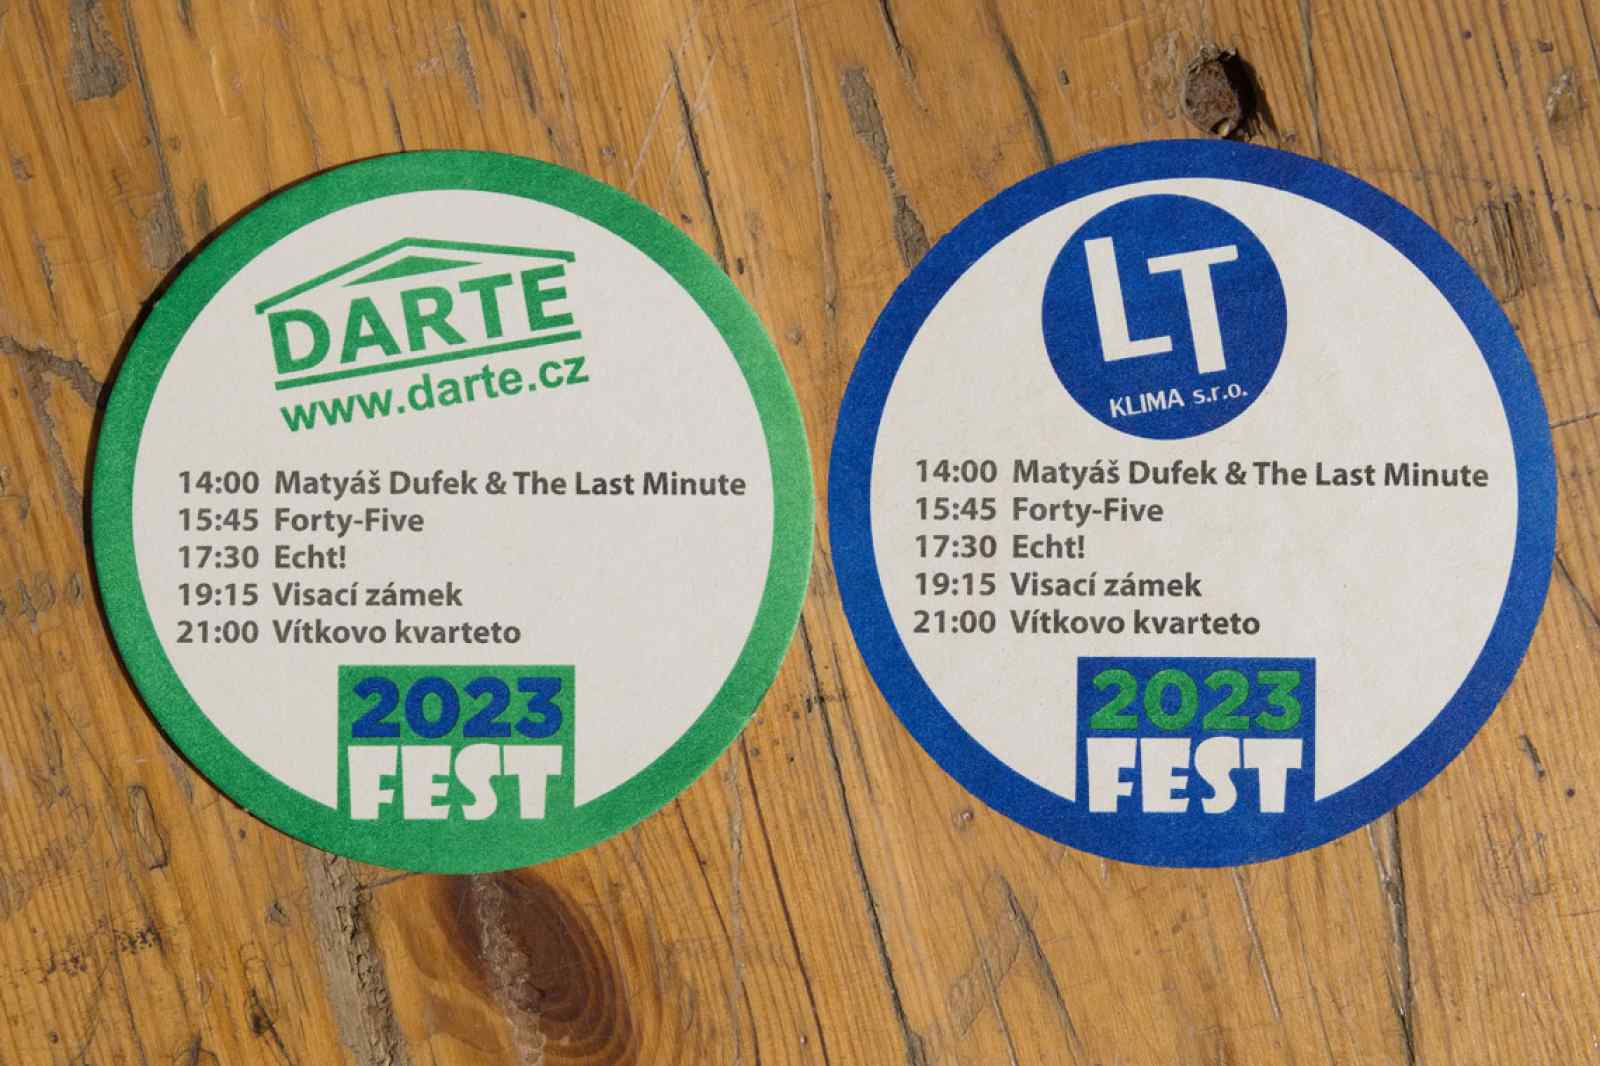 DARTE
www.darte.cz
14:00 Matyáš Dufek & The Last Minute
15:45 Forty-Five
17:30 Echt!
19:15 Visací zámek
21:00 Vítkovo kvarteto
2023
FEST
LT
KLIMA s.r.o.
14:00 Matyáš Dufek & The Last Minute
15:45 Forty-Five
17:30 Echt!
19:15 Visací zámek
21:00 Vítkovo kvarteto
2023
FEST